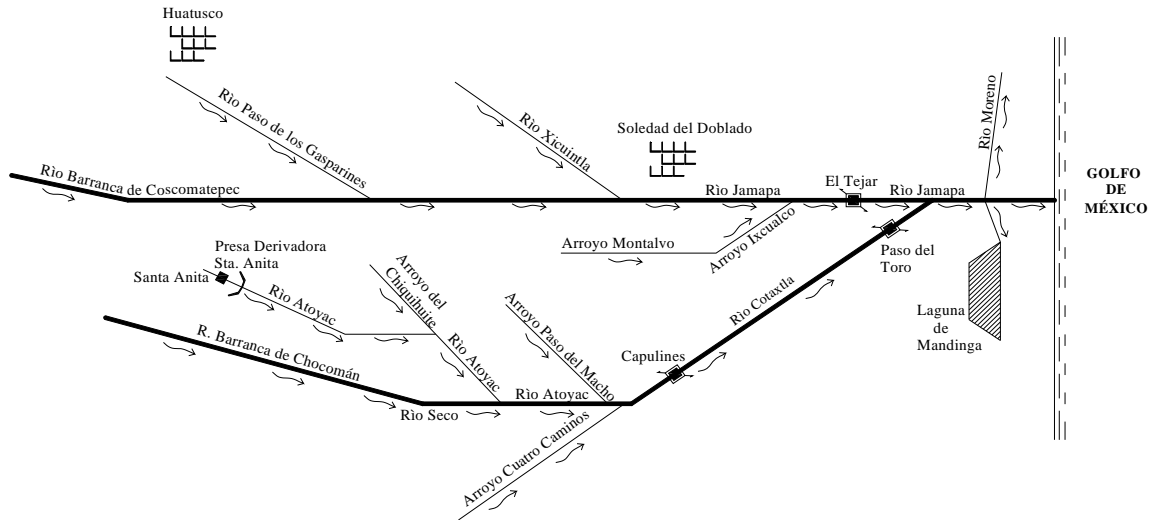 Huatusco
Rìo Paso de los Gasparines
Rìo Xicuintla
Soledad del Doblado
Rìo Moreno
Rìo Barranca de Coscomatepec
Rìo Jamapa
El Tejar
Rìo Jamapa
GOLFO
DE
MÉXICO
Arroyo Montalvo
Arroyo Ixcualco
Paso del
Toro
Presa Derivadora
Sta. Anita
Santa Anita
Rìo Atoyac
Arroyo del
Chiquihuite
Arroyo Paso del Macho
Rìo Cotaxtla
Laguna
de
Mandinga
R. Barranca de Chocomán
Rìo Atoyac
Capulines
Rìo Seco
Rìo Atoyac
Arroyo Cuatro Caminos